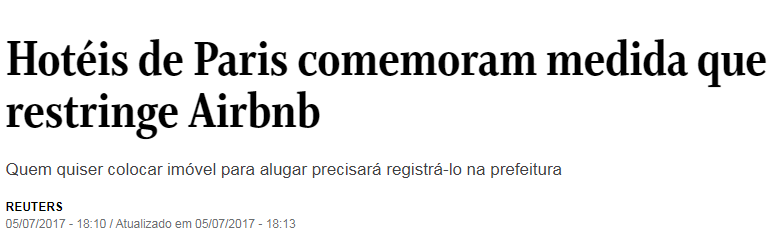 Hotéis de Paris comemoram medida que
restringe Airbnb
Quem quiser colocar imóvel para alugar precisará registrá-lo na prefeitura
REUTERS
05/07/2017 - 18:10 / Atualizado em 05/07/2017 - 18:13